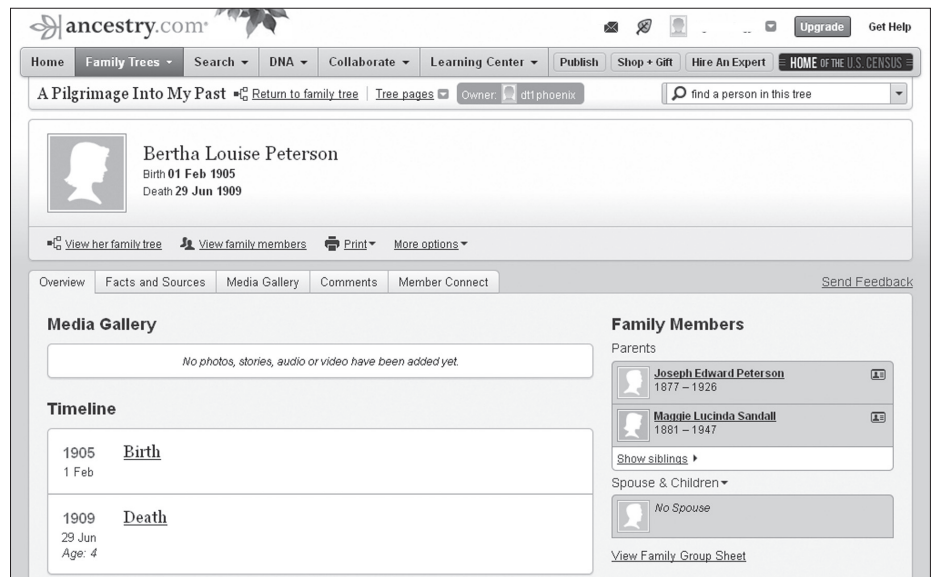 ancestry.com
Upgrade
Get Help
Home
Family Trees
Search
DNA
Collaborate
Learning Center
Publish
Shop + Gift
Hire An Expert
HOME OF THE U.S. CENSUS
A Pilgrimage Into My Past
Return to family tree
Tree pages
Owner: dt1phoenix
find a person in this tree
Bertha Louise Peterson
Birth 01 Feb 1905
Death 29 Jun 1909
View her family tree
View family members
Print
More options
Overview
Facts and Sources
Media Gallery
Comments
Member Connect
Send Feedback
Media Gallery
No photos, stories, audio or video have been added yet.
Timeline
1905 Birth
1 Feb
1909 Death
29 Jun
Age: 4
Family Members
Parents
Joseph Edward Peterson
1877 – 1926
Maggie Lucinda Sandall
1881 – 1947
Show siblings
Spouse & Children
No Spouse
View Family Group Sheet